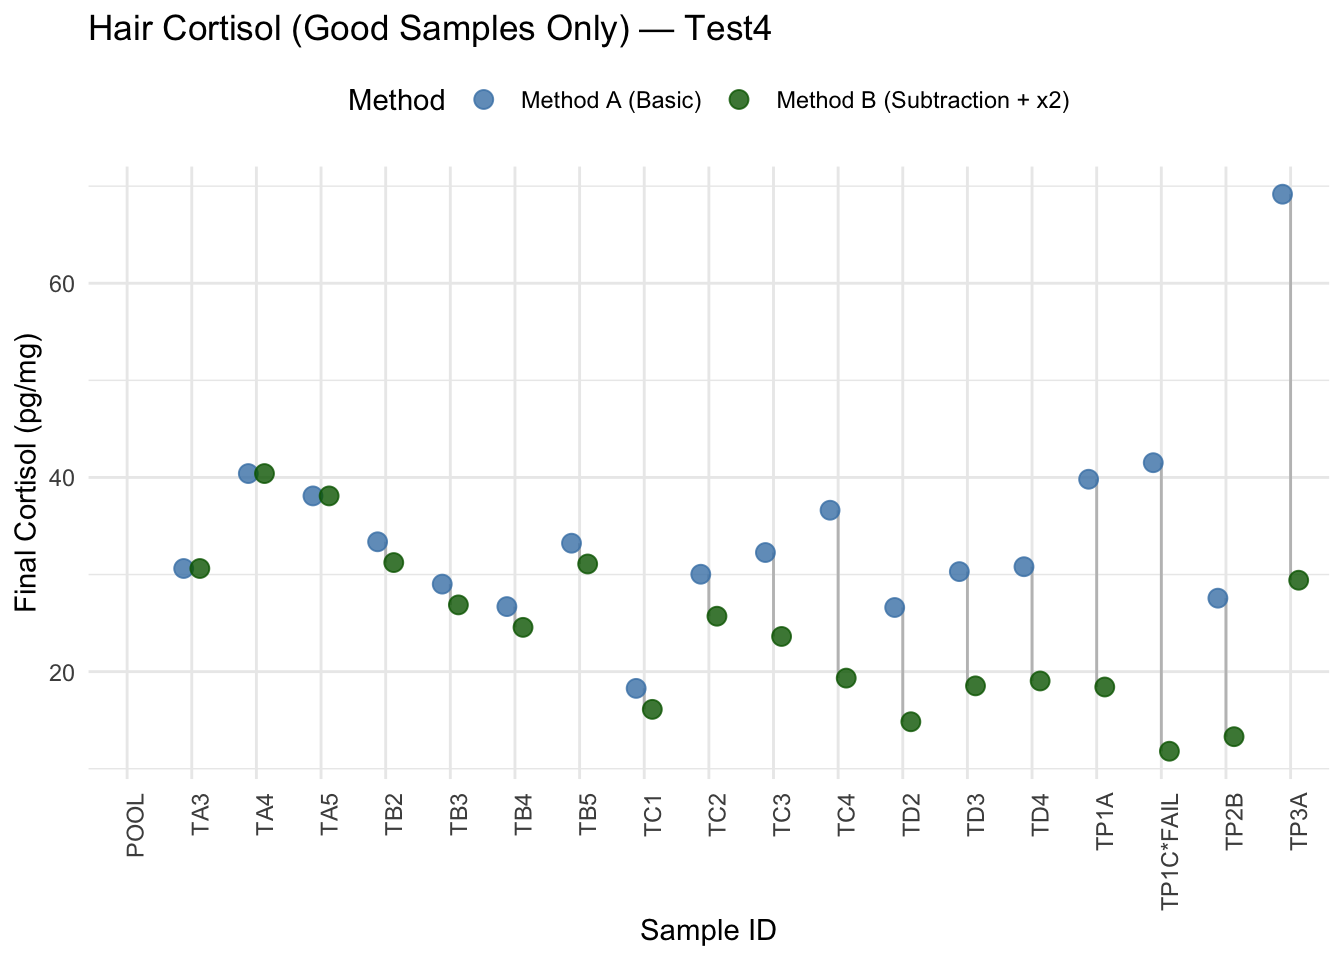 Hair Cortisol (Good Samples Only) — Test4
Method
Method A (Basic)
Method B (Subtraction + x2)
Final Cortisol (pg/mg)
60
40
20
POOL
TA3
TA4
TA5
TB2
TB3
TB4
TB5
TC1
TC2
TC3
TC4
TD2
TD3
TD4
TP1A
TP1C*FAIL
TP2B
TP3A
Sample ID